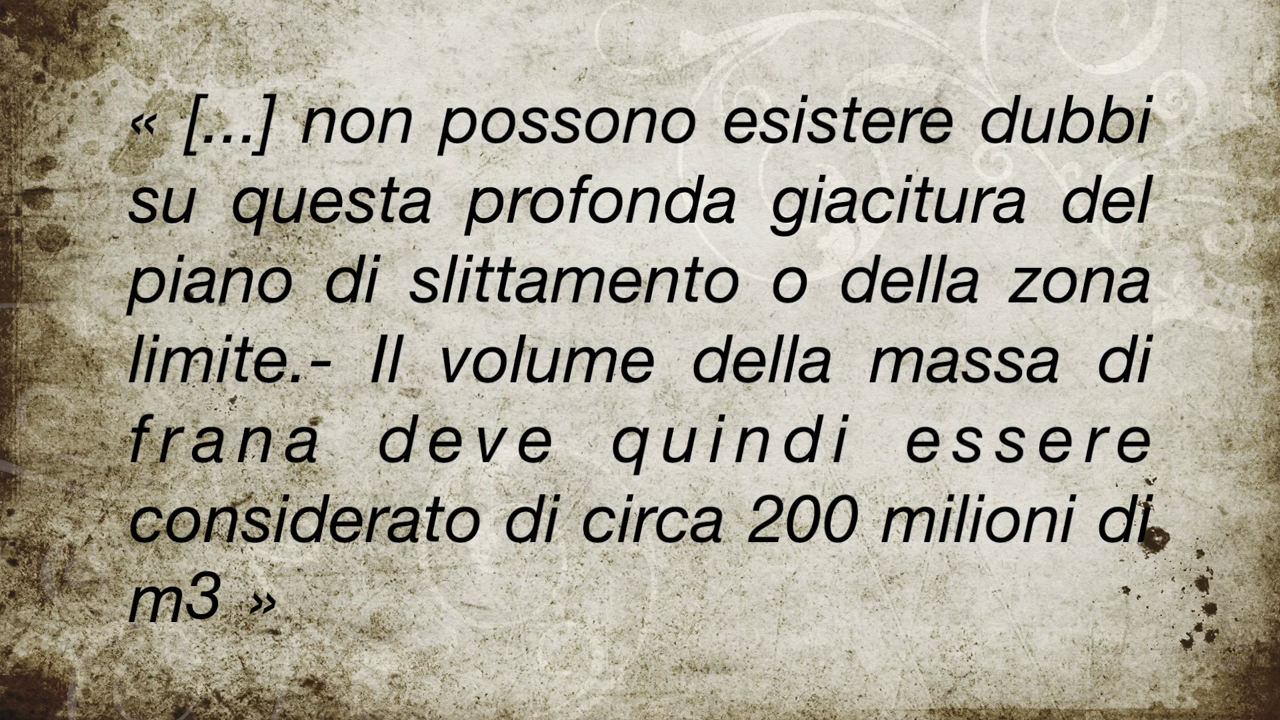 « [...] non possono esistere dubbi
su questa profonda giacitura del
piano di slittamento o della zona
limite.- Il volume della massa di
frana deve quindi essere
considerato di circa 200 milioni di
m3 »